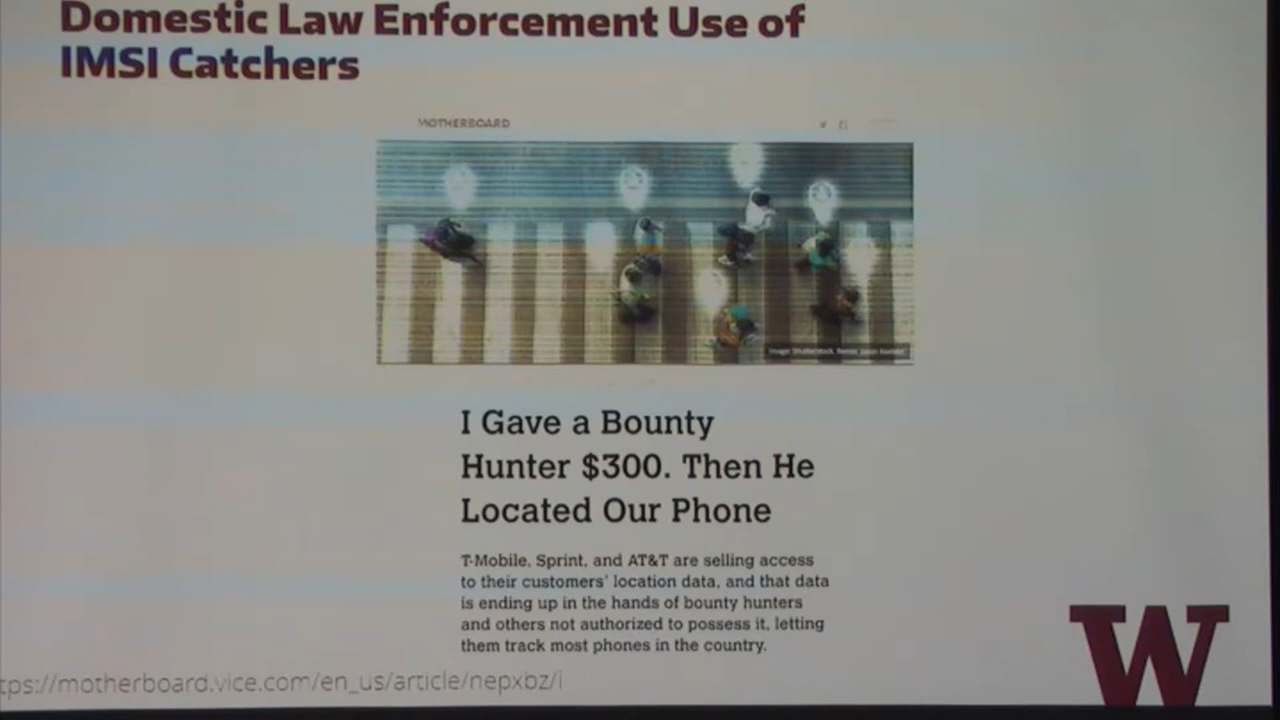 Domestic Law Enforcement Use of
IMSI Catchers
MOTHERBOARD
I Gave a Bounty
Hunter $300. Then He
Located Our Phone
T-Mobile, Sprint, and AT&T are selling access
to their customers' location data, and that data
is ending up in the hands of bounty hunters
and others not authorized to possess it, letting
them track most phones in the country.
tps://motherboard.vice.com/en_us/article/nepxbz/i
W